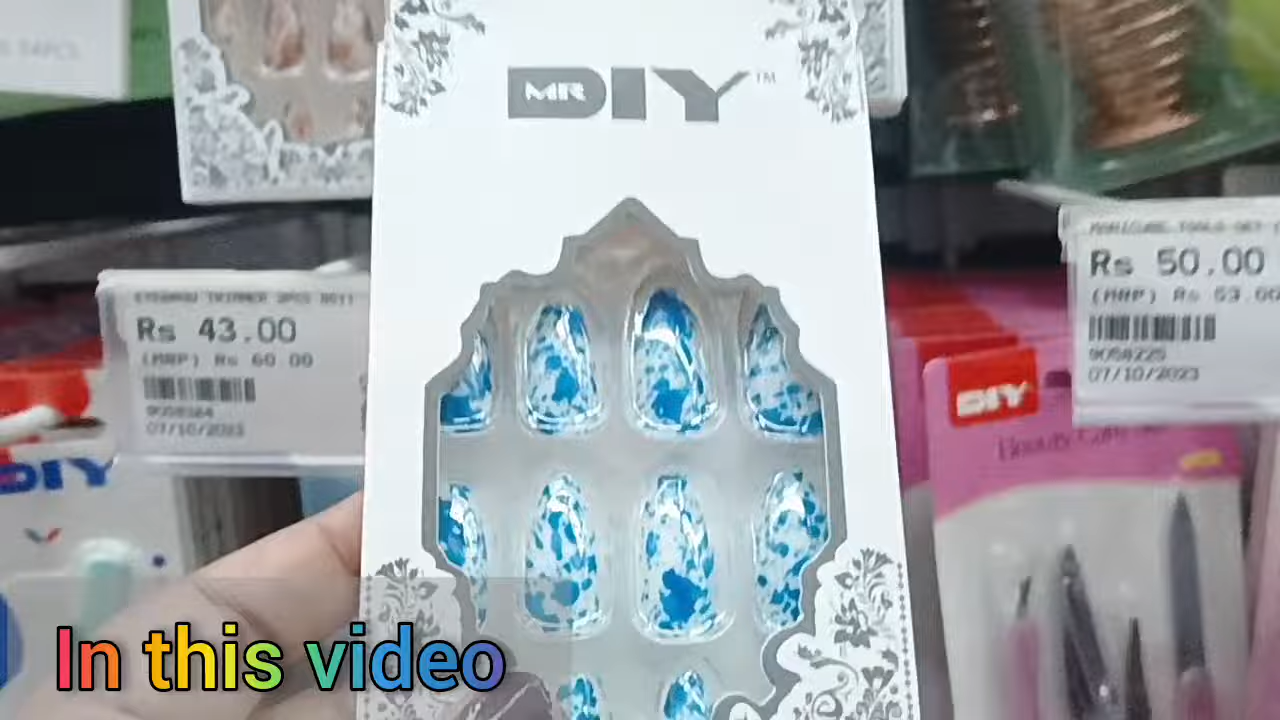 MR DIY™
Rs 43.00
(MRP) Rs 60.00
07/10/2023
Rs 50.00
(MRP) Rs 53.00
9058225
07/10/2023
DIY
DIY
In this video